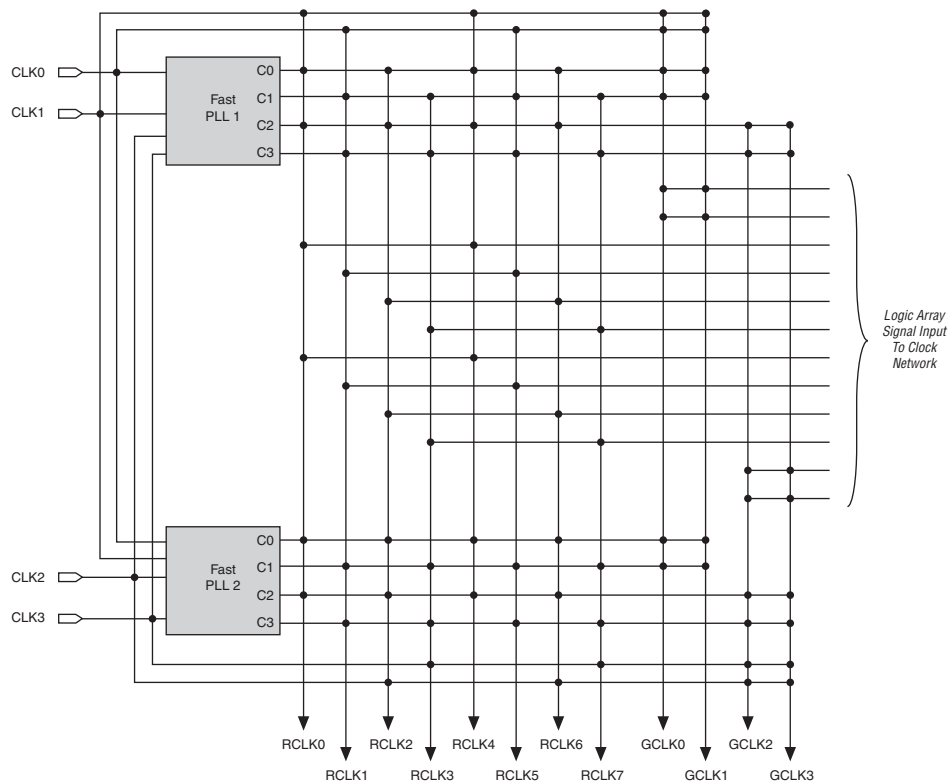 CLK0
CLK1
Fast
PLL 1
C0
C1
C2
C3
Logic Array
Signal Input
To Clock
Network
CLK2
CLK3
Fast
PLL 2
C0
C1
C2
C3
RCLK0
RCLK2
RCLK4
RCLK6
GCLK0
GCLK2
RCLK1
RCLK3
RCLK5
RCLK7
GCLK1
GCLK3